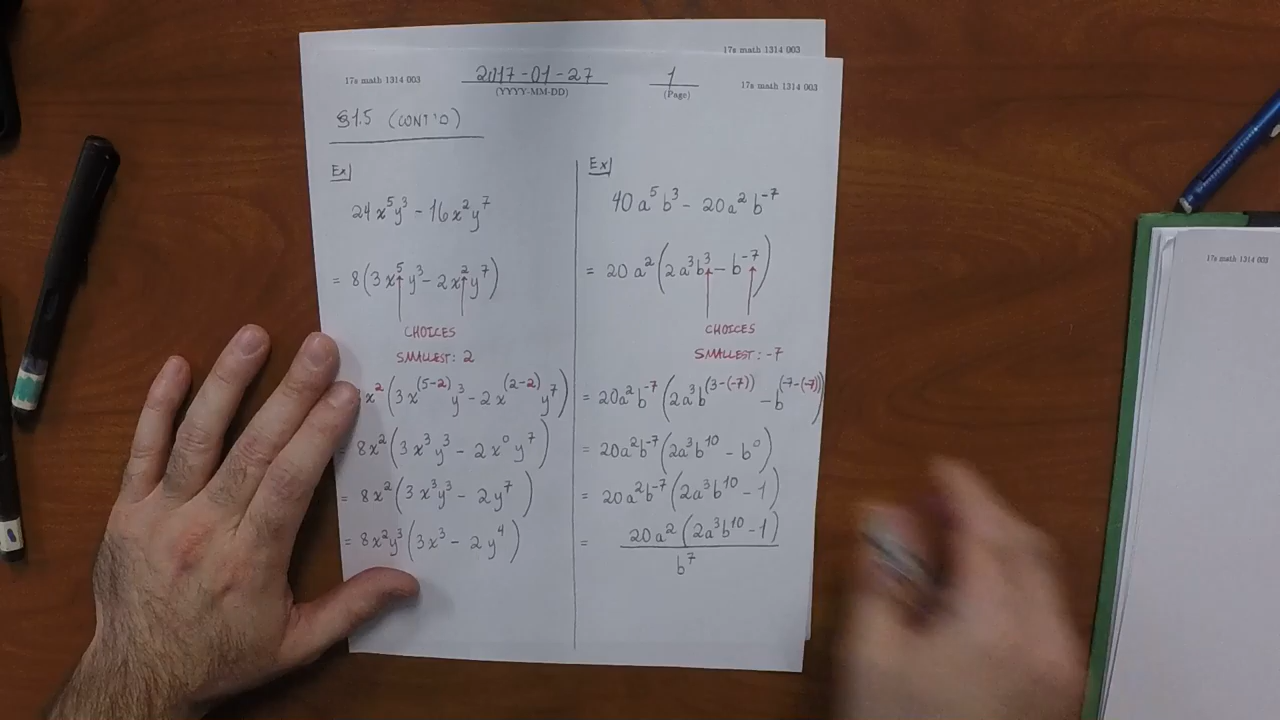 17s math 1314 003
17s math 1314 003
2017-01-27
(YYYY-MM-DD)
1
(Page)
17s math 1314 003
§1.5 (CONT'D)
Ex|
24x⁵y³ - 16x²y⁷
= 8(3x⁵y³ - 2x²y⁷)
CHOICES
SMALLEST: 2
x²(3x⁽⁵⁻²⁾y³ - 2x⁽²⁻²⁾y⁷)
= 8x²(3x³y³ - 2x⁰y⁷)
= 8x²(3x³y³ - 2y⁷)
= 8x²y³(3x³ - 2y⁴)
Ex|
40a⁵b³ - 20a²b⁻⁷
= 20a²(2a³b³ - b⁻⁷)
CHOICES
SMALLEST: -7
= 20a²b⁻⁷(2a³b⁽³⁻⁽⁻⁷⁾⁾ - b⁽⁻⁷⁻⁽⁻⁷⁾⁾)
= 20a²b⁻⁷(2a³b¹⁰ - b⁰)
= 20a²b⁻⁷(2a³b¹⁰ - 1)
= 20a²(2a³b¹⁰ - 1)
b⁷
17s math 1314 003